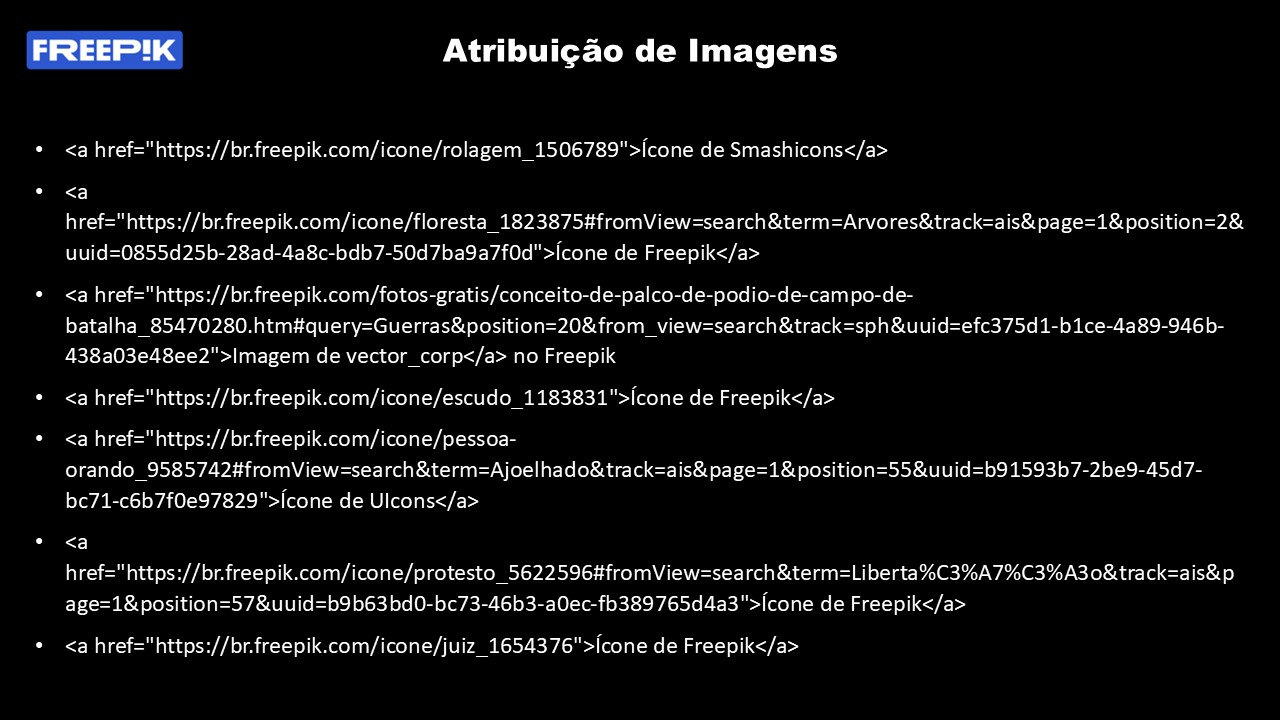 FREEP!K
Atribuição de Imagens
• <a href="https://br.freepik.com/icone/rolagem_1506789">Ícone de Smashicons</a>
• <a
href="https://br.freepik.com/icone/floresta_1823875#fromView=search&term=Arvores&track=ais&page=1&position=2&
uuid=0855d25b-28ad-4a8c-bdb7-50d7ba9a7f0d">Ícone de Freepik</a>
• <a href="https://br.freepik.com/fotos-gratis/conceito-de-palco-de-podio-de-campo-de-
batalha_85470280.htm#query=Guerras&position=20&from_view=search&track=sph&uuid=efc375d1-b1ce-4a89-946b-
438a03e48ee2">Imagem de vector_corp</a> no Freepik
• <a href="https://br.freepik.com/icone/escudo_1183831">Ícone de Freepik</a>
• <a href="https://br.freepik.com/icone/pessoa-
orando_9585742#fromView=search&term=Ajoelhado&track=ais&page=1&position=55&uuid=b91593b7-2be9-45d7-
bc71-c6b7f0e97829">Ícone de UIcons</a>
• <a
href="https://br.freepik.com/icone/protesto_5622596#fromView=search&term=Liberta%C3%A7%C3%A3o&track=ais&p
age=1&position=57&uuid=b9b63bd0-bc73-46b3-a0ec-fb389765d4a3">Ícone de Freepik</a>
• <a href="https://br.freepik.com/icone/juiz_1654376">Ícone de Freepik</a>